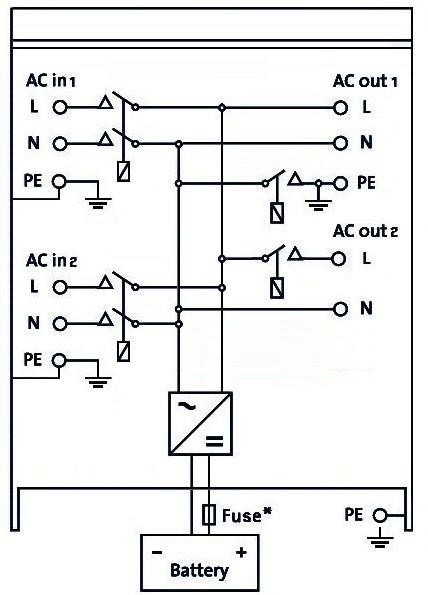 AC in 1
AC out 1
L
L
N
N
PE
PE
AC out 2
AC in 2
L
L
N
N
PE
Fuse*
PE
- +
Battery